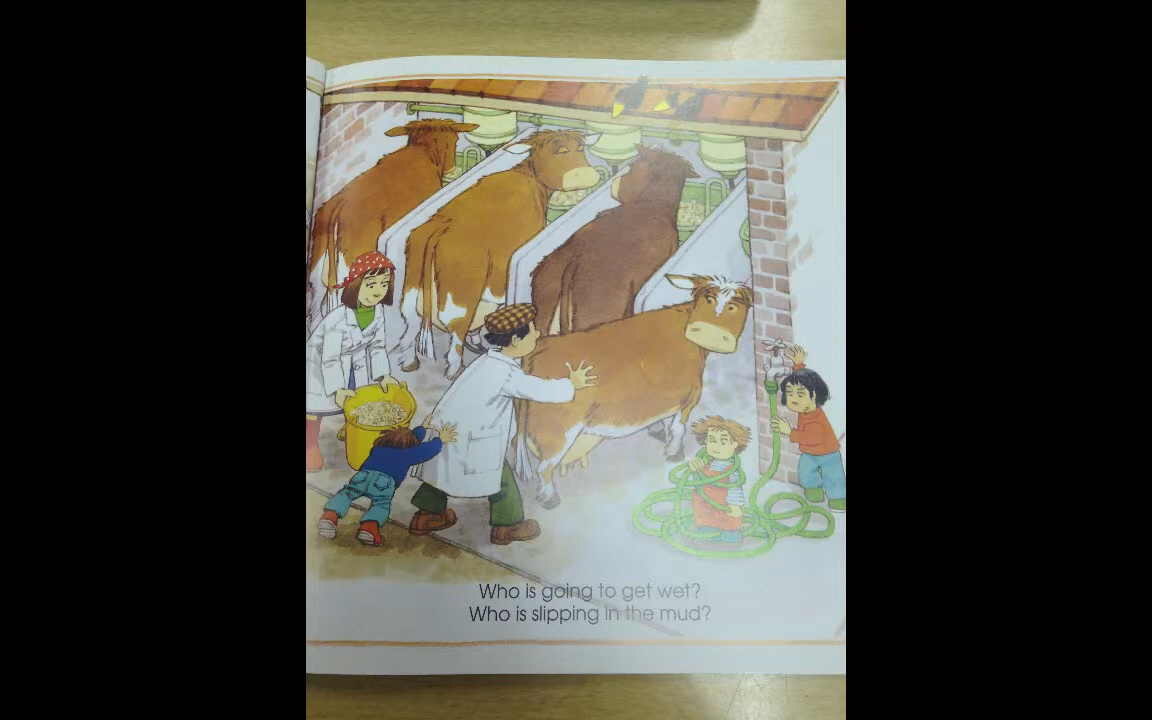 Who is going to get wet?
Who is slipping in the mud?